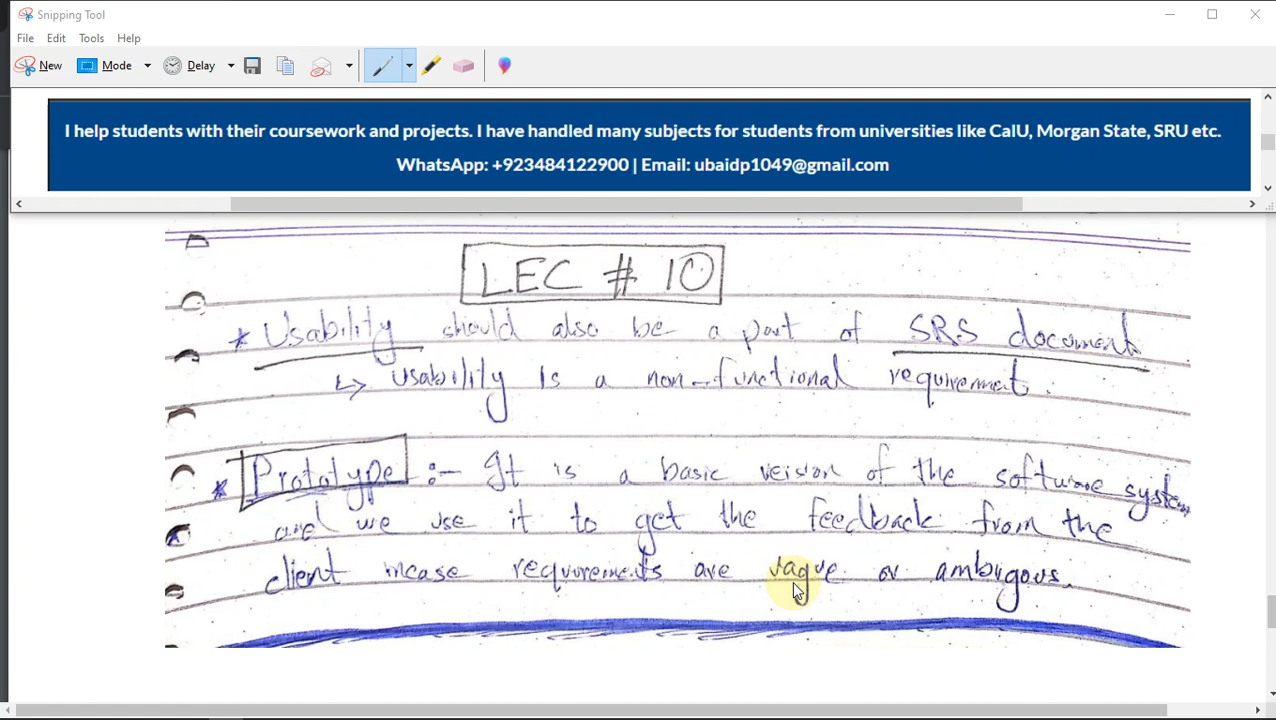 Snipping Tool
File Edit Tools Help
New Mode Delay
I help students with their coursework and projects. I have handled many subjects for students from universities like CalU, Morgan State, SRU etc.
WhatsApp: +923484122900 | Email: ubaidp1049@gmail.com
LEC # 10
* Usability should also be a part of SRS document.
↳ Usability is a non-functional requirement.
* Prototype :- It is a basic veision of the software system
and we use it to get the feedback from the
client incase requirements are vague or ambigous.